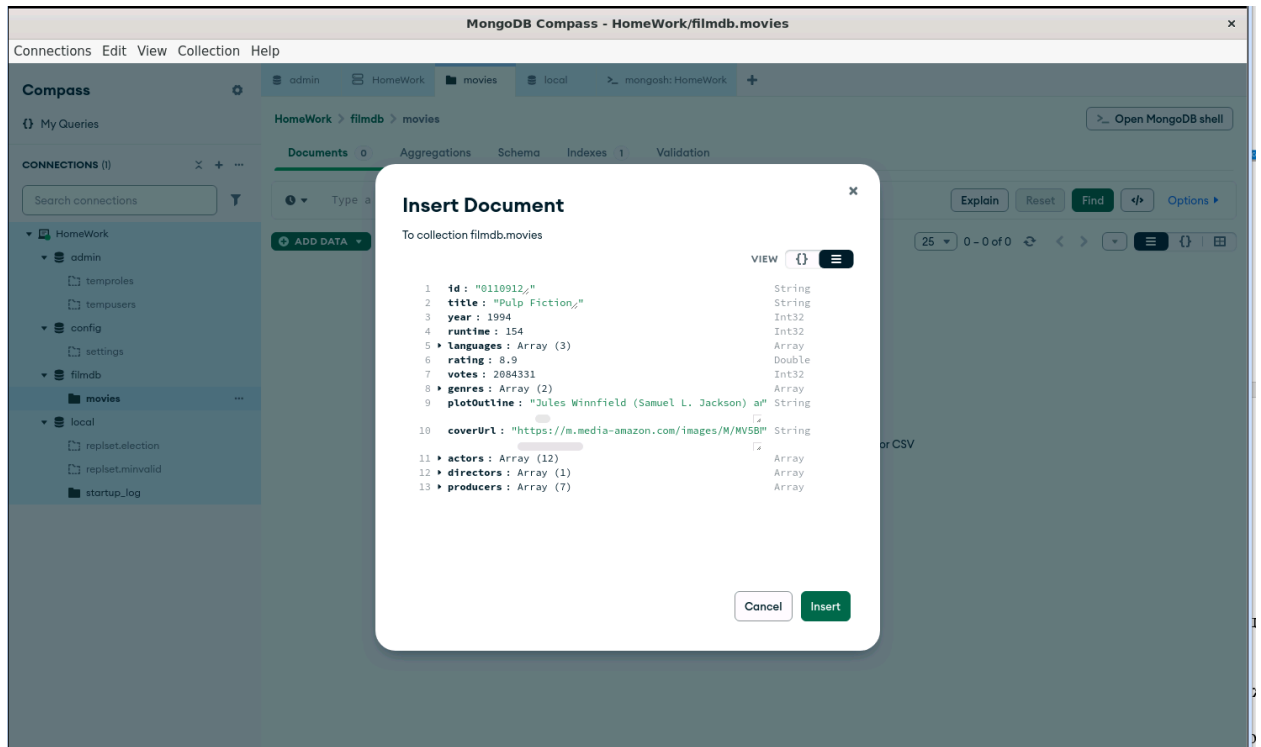 MongoDB Compass - HomeWork/filmdb.movies ×
Connections Edit View Collection Help
Compass
{} My Queries
CONNECTIONS (1)
Search connections
HomeWork
admin
temproles
tempusers
config
settings
filmdb
movies
local
replset.election
replset.minvalid
startup_log
admin HomeWork movies local >_ mongosh: HomeWork +
HomeWork > filmdb > movies
>_ Open MongoDB shell
Documents 0 Aggregations Schema Indexes 1 Validation
Type a
Explain Reset Find </> Options
ADD DATA
25 0 – 0 of 0 < > {}
or CSV
Insert Document
To collection filmdb.movies
VIEW {}
1 id : "0110912" String
2 title : "Pulp Fiction" String
3 year : 1994 Int32
4 runtime : 154 Int32
5 languages : Array (3) Array
6 rating : 8.9 Double
7 votes : 2084331 Int32
8 genres : Array (2) Array
9 plotOutline : "Jules Winnfield (Samuel L. Jackson) " String
10 coverUrl : "https://m.media-amazon.com/images/M/MV5B" String
11 actors : Array (12) Array
12 directors : Array (1) Array
13 producers : Array (7) Array
Cancel Insert